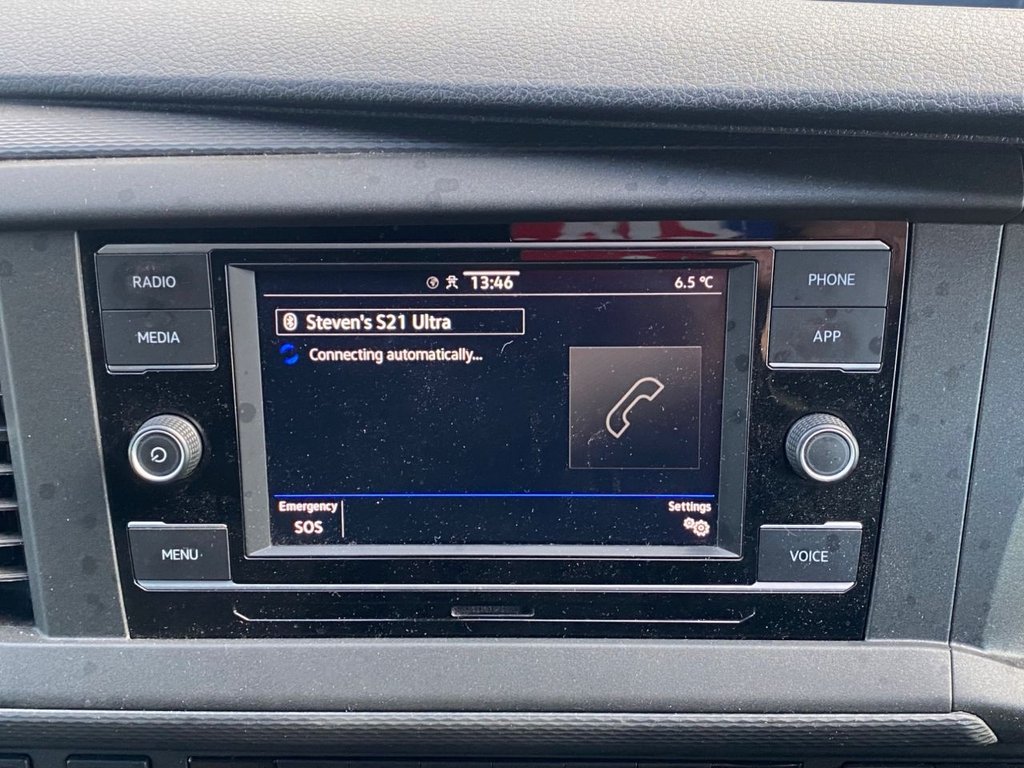 13:46
6.5 °C
RADIO
MEDIA
PHONE
APP
Steven's S21 Ultra
Connecting automatically...
Emergency
SOS
Settings
MENU
VOICE